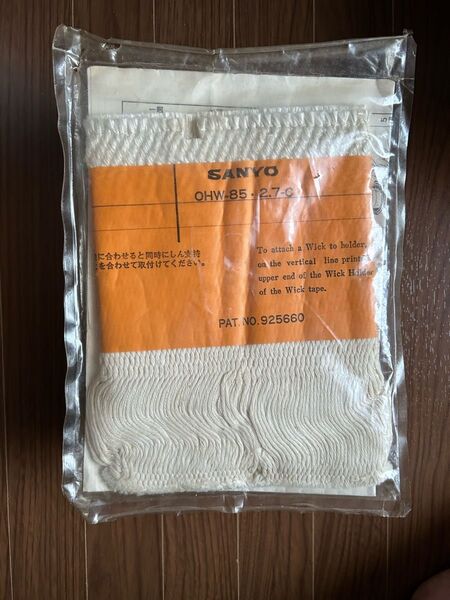 SANYO
OHW-85・2.7-C
に合わせると同時にしん支持
を合わせて取付けてください。
To attach a Wick to holder,
on the vertical line print
upper end of the Wick Holder
of the Wick tape.
PAT. NO. 925660